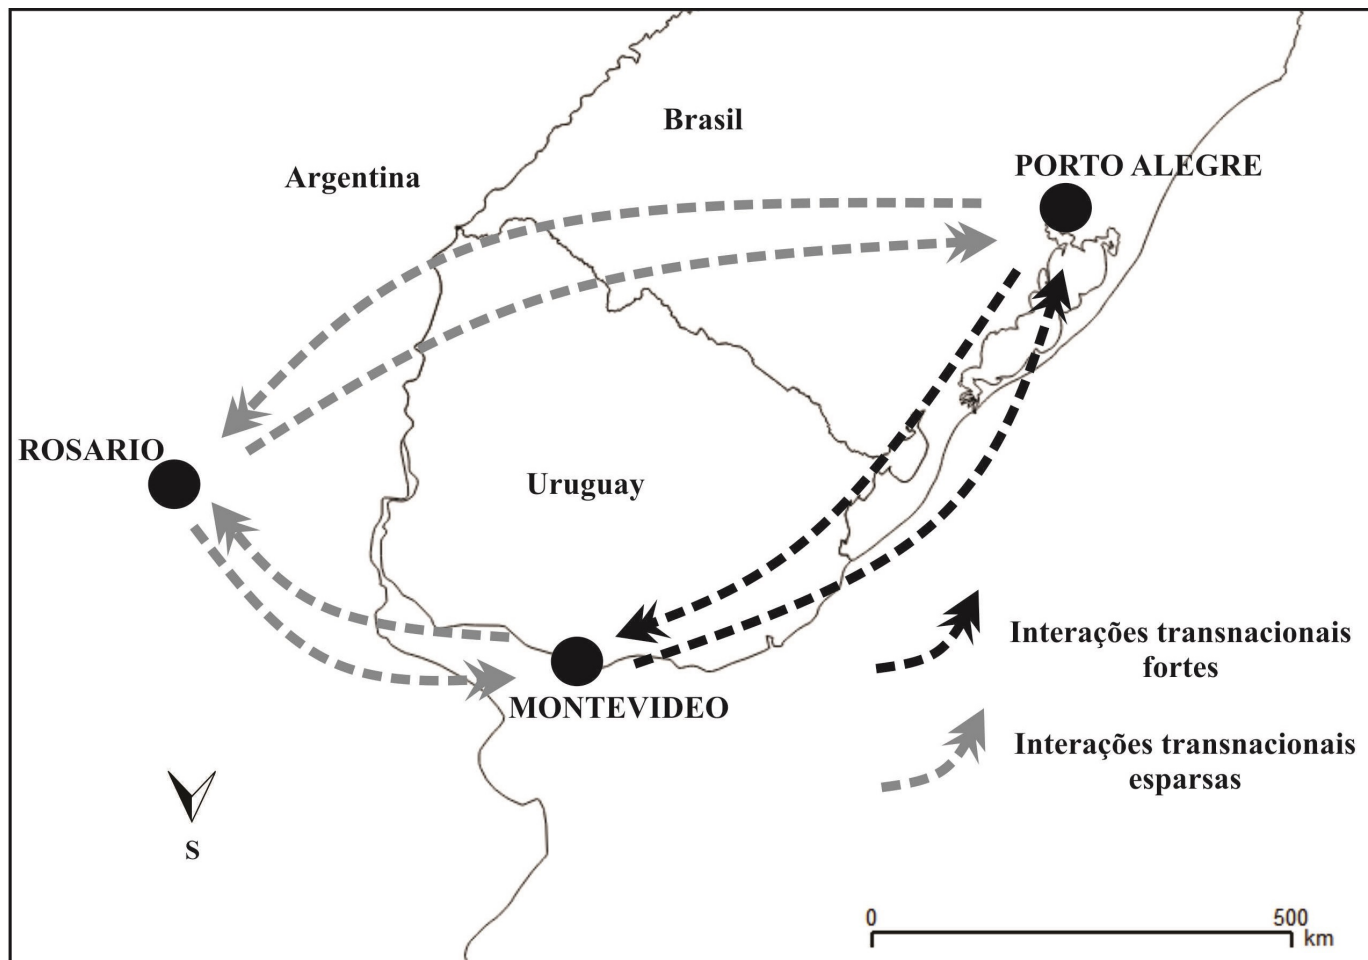 Brasil
PORTO ALEGRE
Argentina
ROSARIO
Uruguay
MONTEVIDEO
Interações transnacionais
fortes
Interações transnacionais
esparsas
S
0 500
km